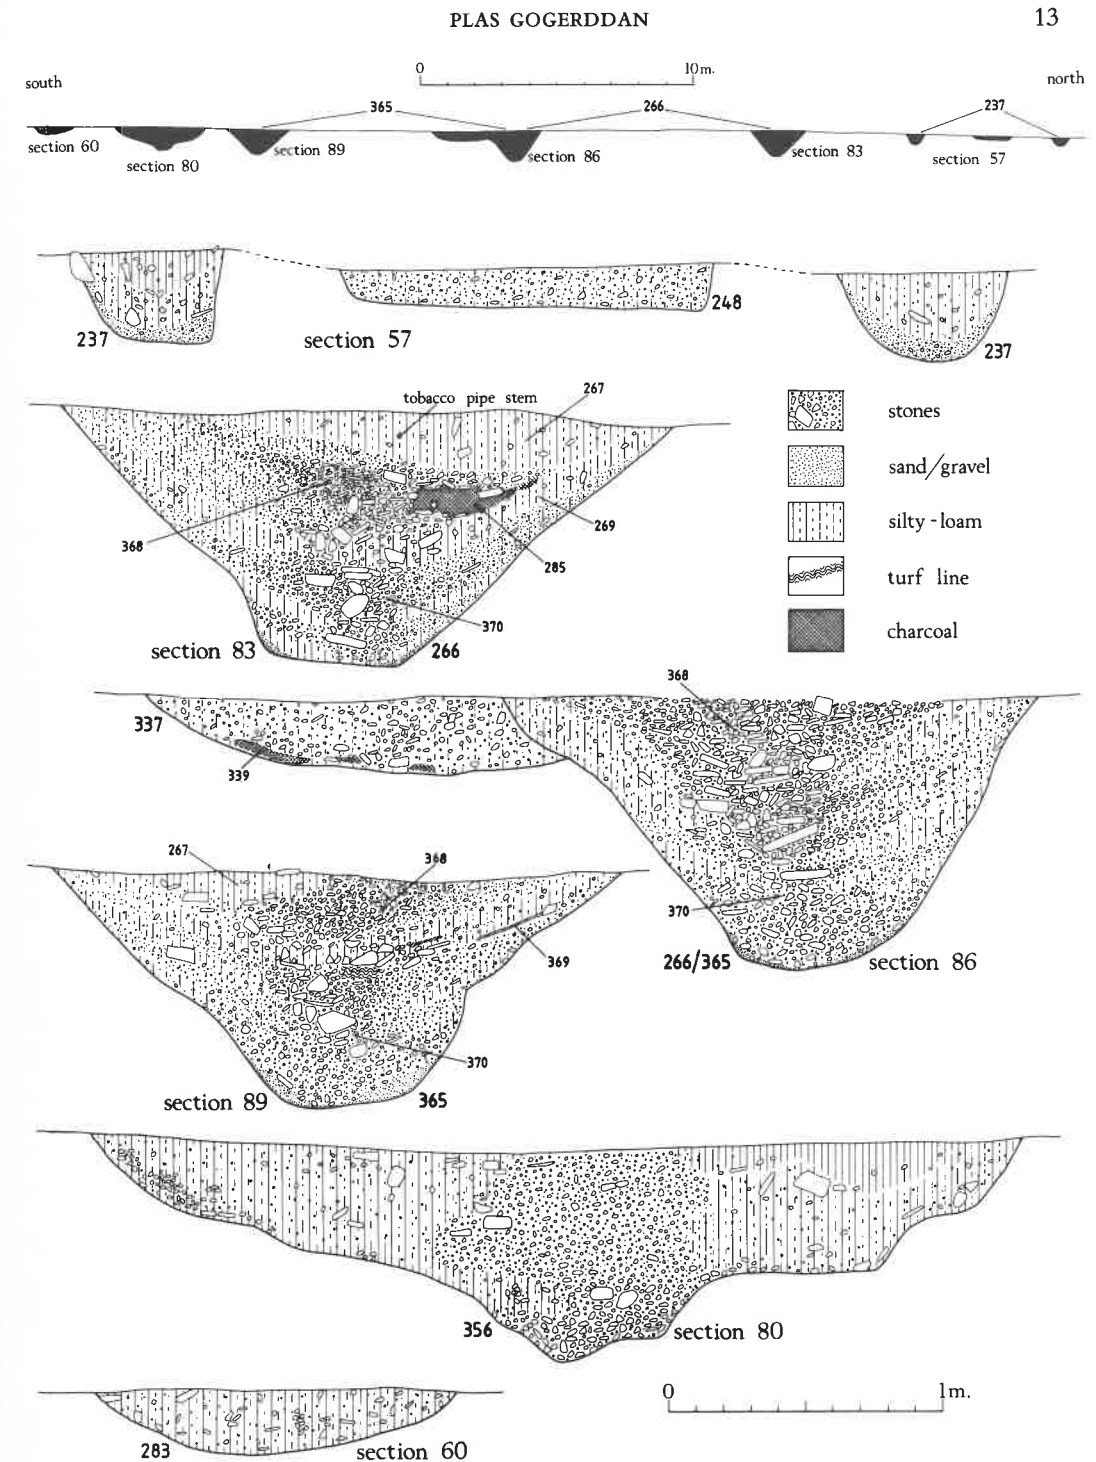 PLAS GOGERDDAN 13
0 10m.
south north
365 266 237
section 60 section 80 section 89 section 86 section 83 section 57
237 section 57 248 237
tobacco pipe stem 267
368 269
285
370
section 83 266
stones
sand/gravel
silty-loam
turf line
charcoal
337 368
339
370
266/365 section 86
267 368
369
370
section 89 365
356 section 80
0 1m.
283 section 60